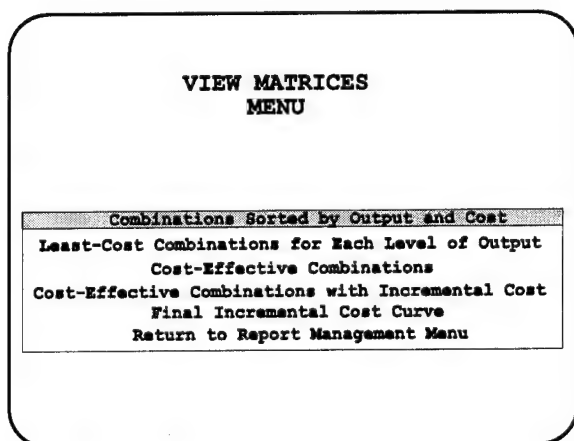 VIEW MATRICES
MENU
Combinations Sorted by Output and Cost
Least-Cost Combinations for Each Level of Output
Cost-Effective Combinations
Cost-Effective Combinations with Incremental Cost
Final Incremental Cost Curve
Return to Report Management Menu